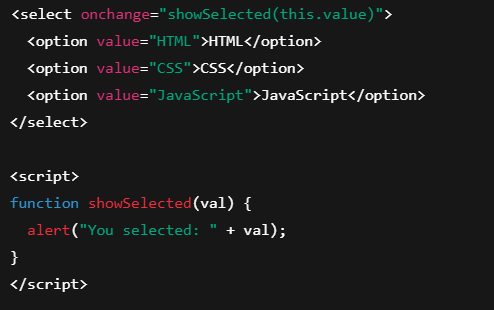 <select onchange="showSelected(this.value)">
  <option value="HTML">HTML</option>
  <option value="CSS">CSS</option>
  <option value="JavaScript">JavaScript</option>
</select>

<script>
function showSelected(val) {
  alert("You selected: " + val);
}
</script>